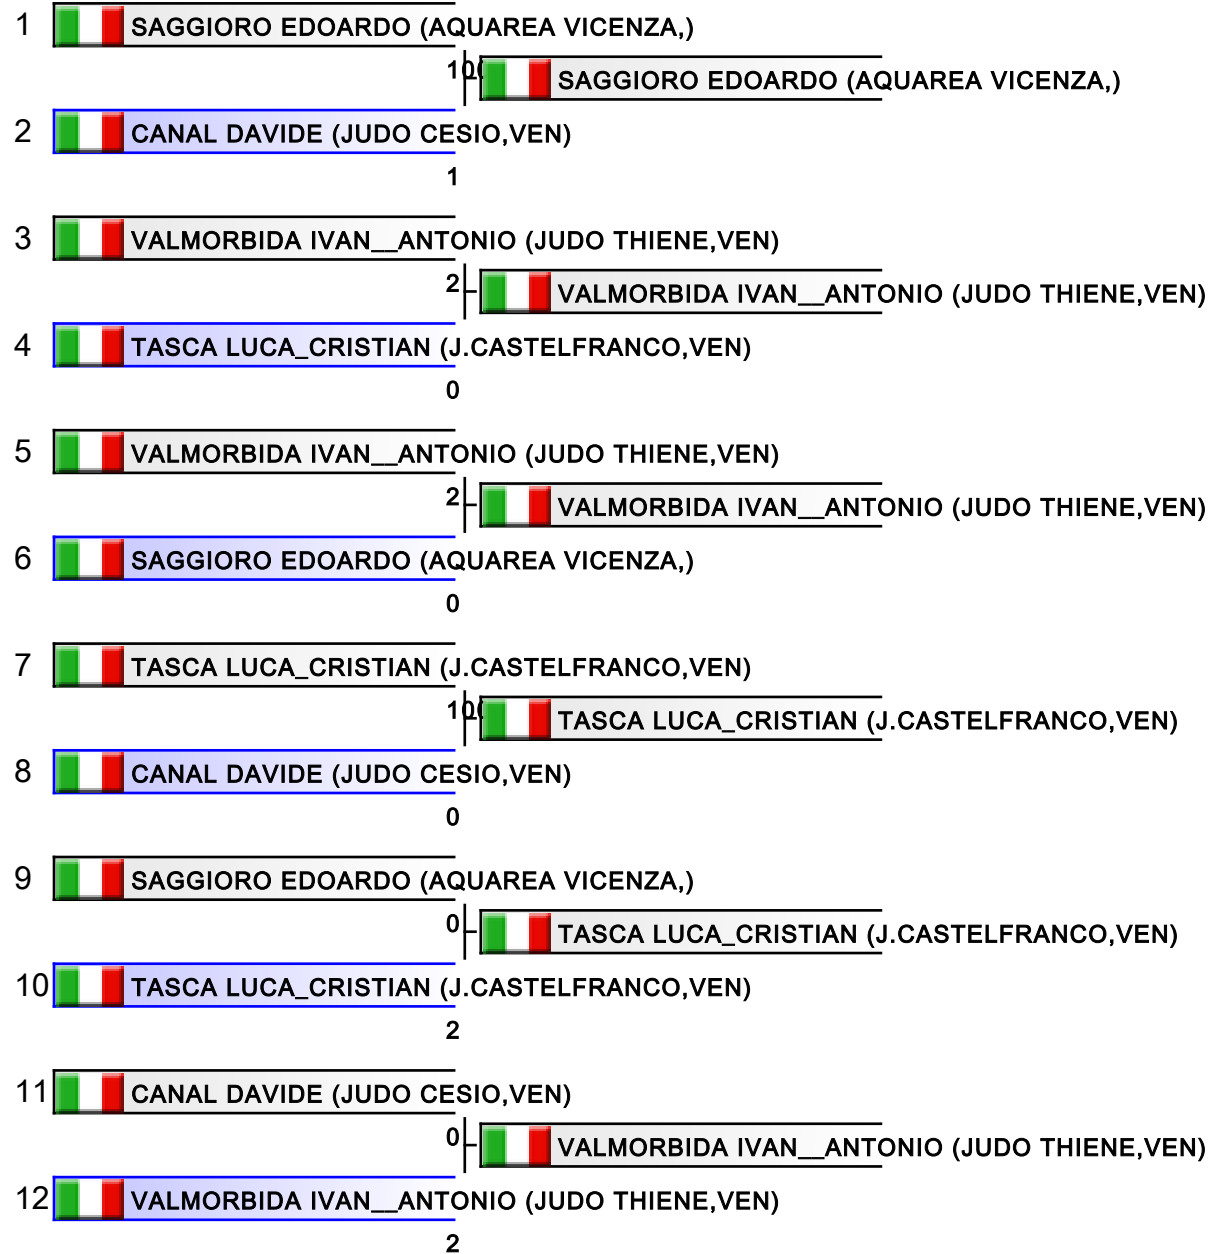 1 SAGGIORO EDOARDO (AQUAREA VICENZA,)
SAGGIORO EDOARDO (AQUAREA VICENZA,)
2 CANAL DAVIDE (JUDO CESIO,VEN)
1
3 VALMORBIDA IVAN__ANTONIO (JUDO THIENE,VEN)
2 VALMORBIDA IVAN__ANTONIO (JUDO THIENE,VEN)
4 TASCA LUCA_CRISTIAN (J.CASTELFRANCO,VEN)
0
5 VALMORBIDA IVAN__ANTONIO (JUDO THIENE,VEN)
2 VALMORBIDA IVAN__ANTONIO (JUDO THIENE,VEN)
6 SAGGIORO EDOARDO (AQUAREA VICENZA,)
0
7 TASCA LUCA_CRISTIAN (J.CASTELFRANCO,VEN)
TASCA LUCA_CRISTIAN (J.CASTELFRANCO,VEN)
8 CANAL DAVIDE (JUDO CESIO,VEN)
0
9 SAGGIORO EDOARDO (AQUAREA VICENZA,)
0 TASCA LUCA_CRISTIAN (J.CASTELFRANCO,VEN)
10 TASCA LUCA_CRISTIAN (J.CASTELFRANCO,VEN)
2
11 CANAL DAVIDE (JUDO CESIO,VEN)
0 VALMORBIDA IVAN__ANTONIO (JUDO THIENE,VEN)
12 VALMORBIDA IVAN__ANTONIO (JUDO THIENE,VEN)
2